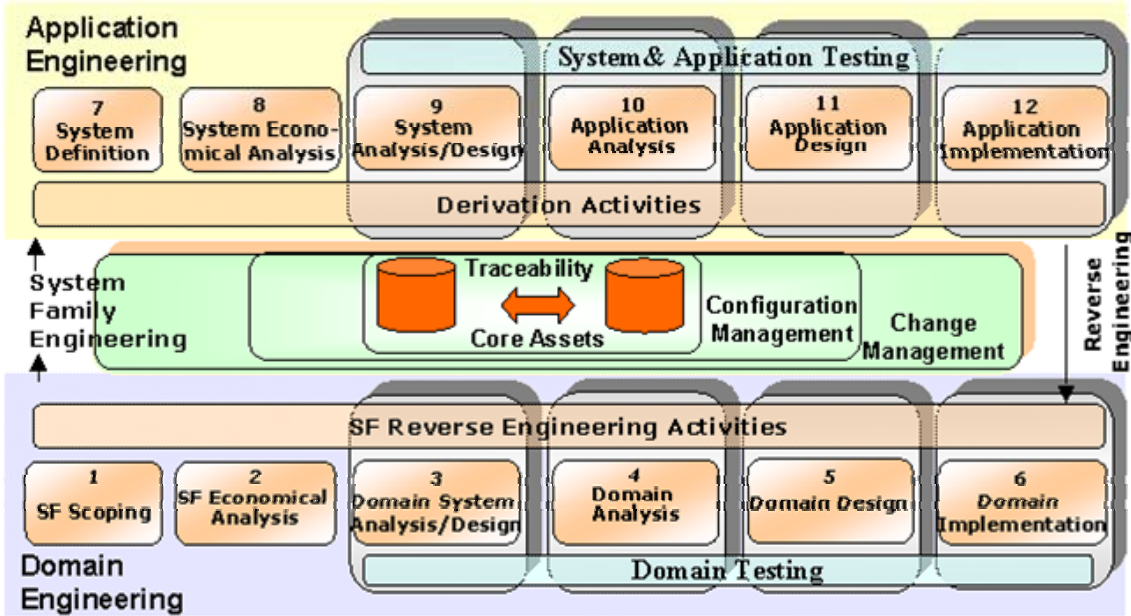 Application
Engineering
System& Application Testing
7
System
Definition
8
System Econo-
mical Analysis
9
System
Analysis/Design
10
Application
Analysis
11
Application
Design
12
Application
Implementation
Derivation Activities
System
Family
Engineering
Traceability
Core Assets
Configuration
Management
Change
Management
Reverse
Engineering
SF Reverse Engineering Activities
1
SF Scoping
2
SF Economical
Analysis
3
Domain System
Analysis/Design
4
Domain
Analysis
5
Domain Design
6
Domain
Implementation
Domain Testing
Domain
Engineering